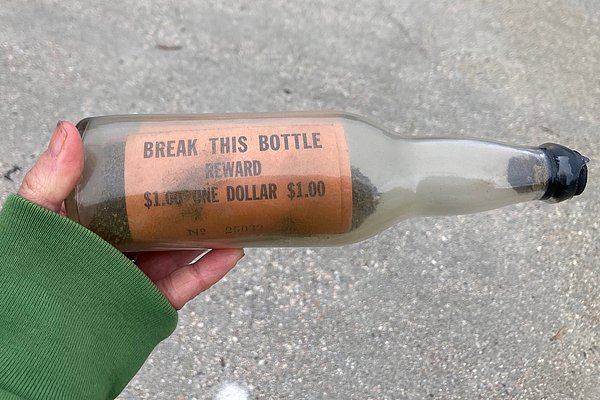 BREAK THIS BOTTLE
REWARD
$1.00 ONE DOLLAR $1.00
Nº